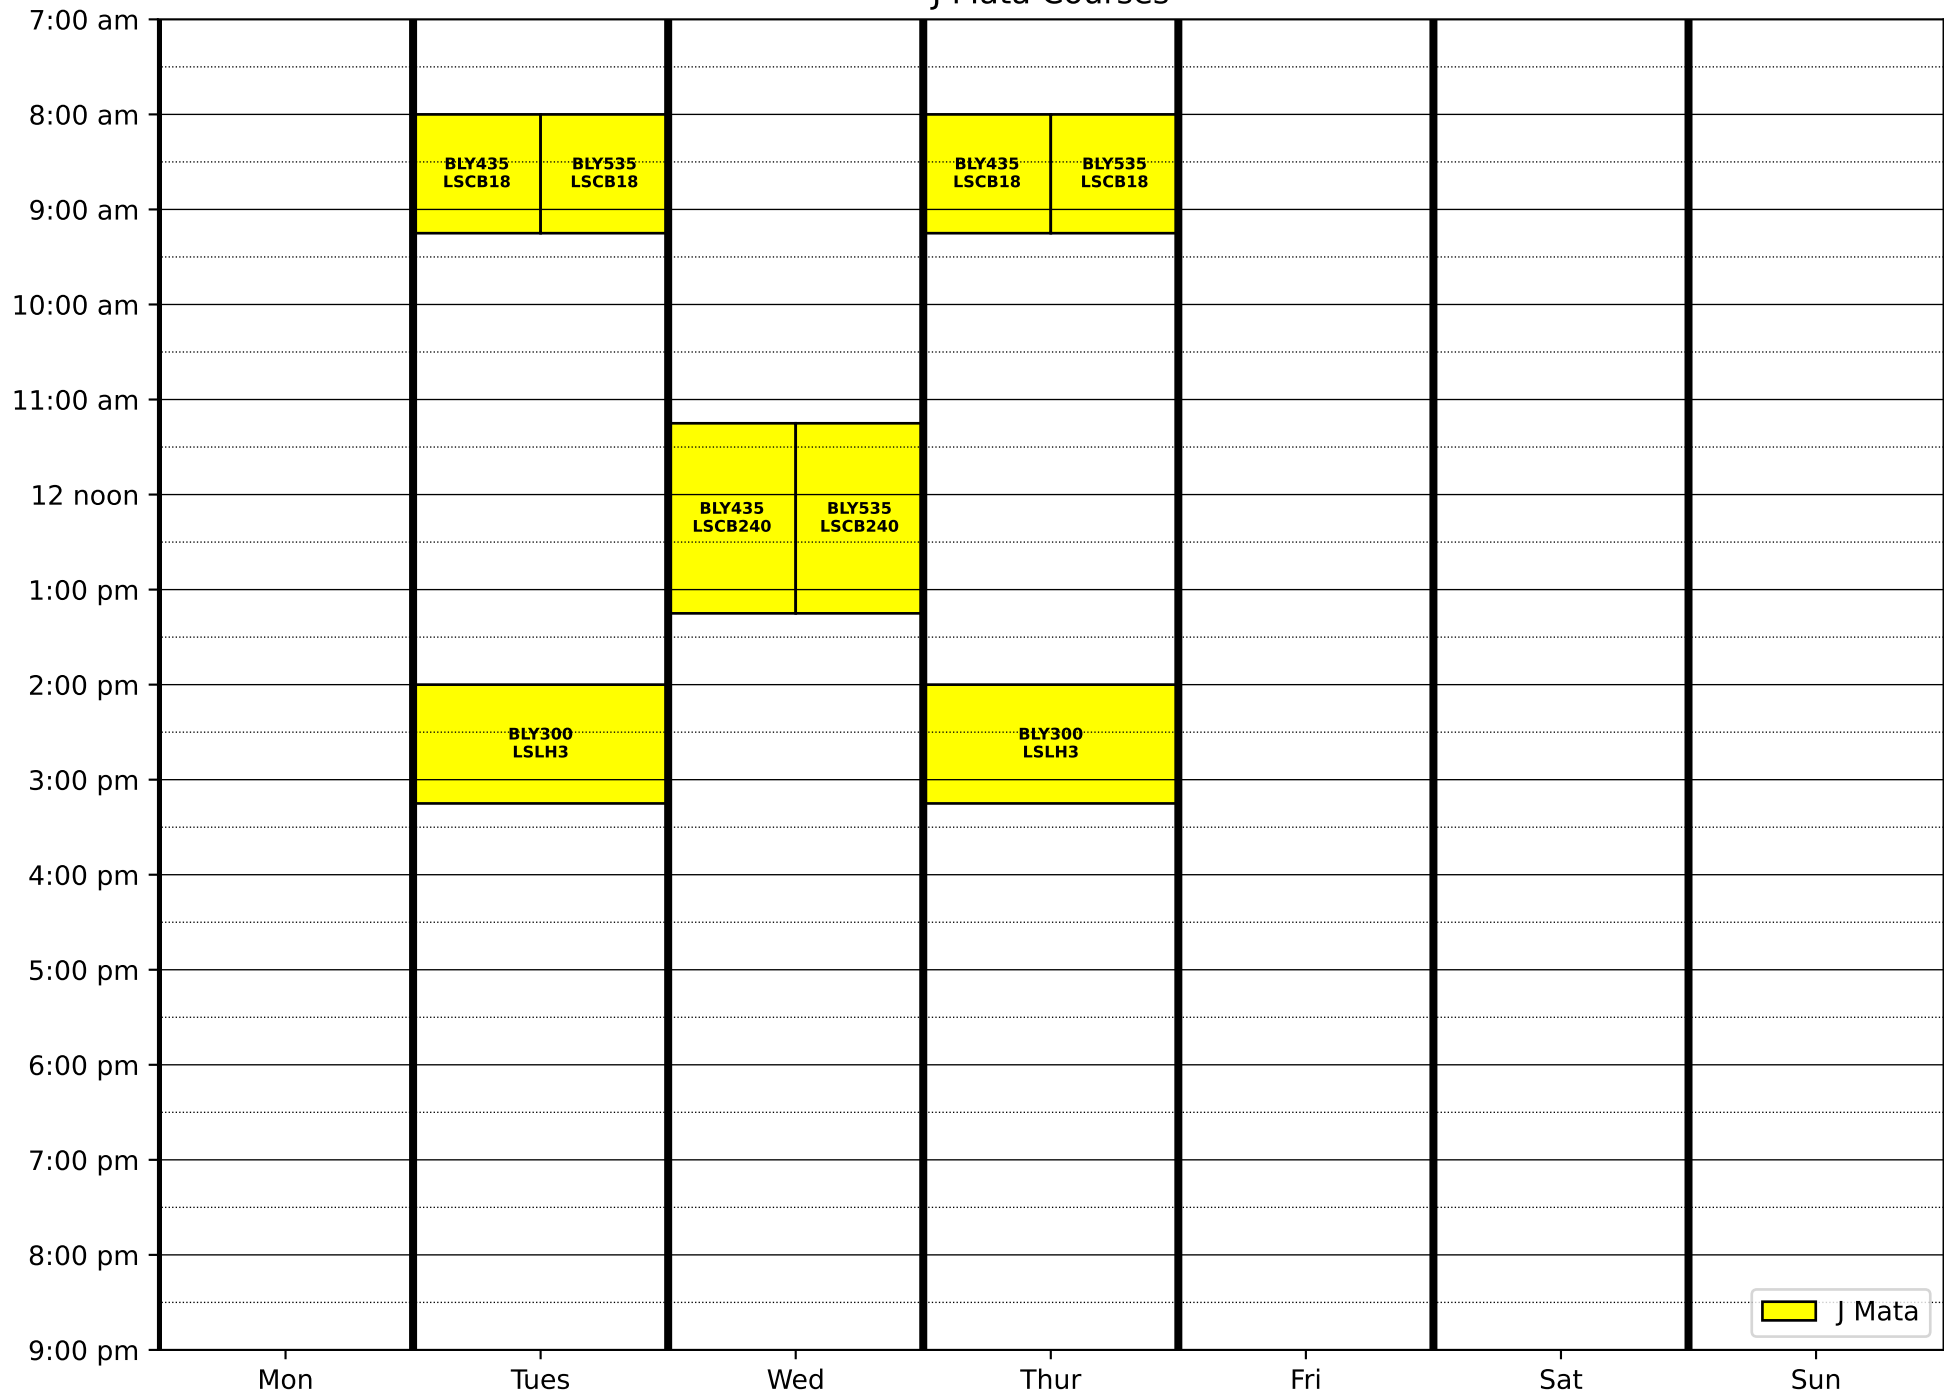 J Mata Courses
7:00 am
8:00 am
BLY435
LSCB18
BLY535
LSCB18
BLY435
LSCB18
BLY535
LSCB18
9:00 am
10:00 am
11:00 am
12 noon
BLY435
LSCB240
BLY535
LSCB240
1:00 pm
2:00 pm
BLY300
LSLH3
BLY300
LSLH3
3:00 pm
4:00 pm
5:00 pm
6:00 pm
7:00 pm
8:00 pm
J Mata
9:00 pm
Mon
Tues
Wed
Thur
Fri
Sat
Sun